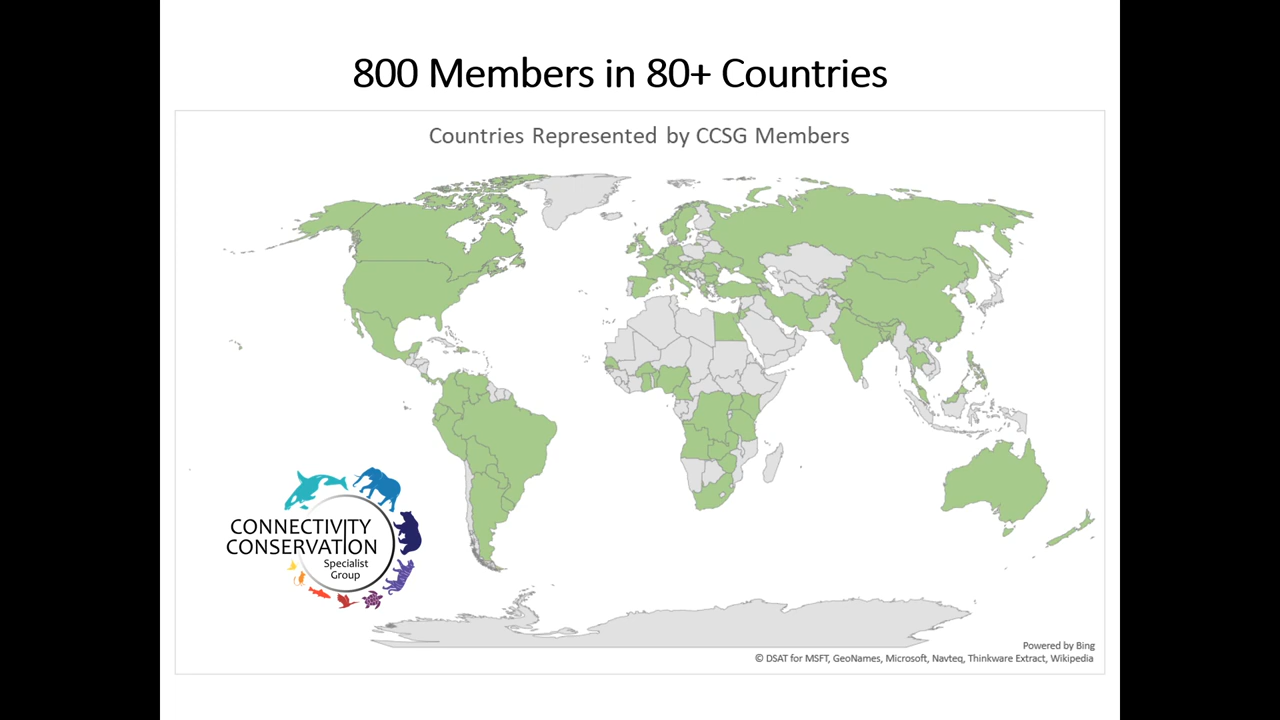 800 Members in 80+ Countries
Countries Represented by CCSG Members
CONNECTIVITY
CONSERVATION
Specialist
Group
Powered by Bing
© DSAT for MSFT, GeoNames, Microsoft, Navteq, Thinkware Extract, Wikipedia